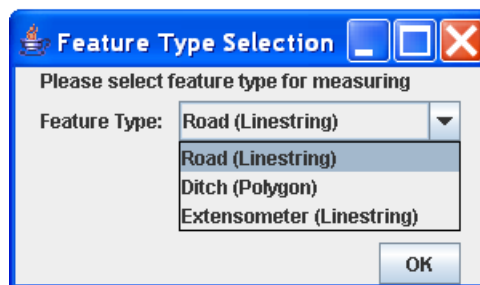 Feature Type Selection
Please select feature type for measuring
Feature Type: Road (Linestring)
Road (Linestring)
Ditch (Polygon)
Extensometer (Linestring)
OK